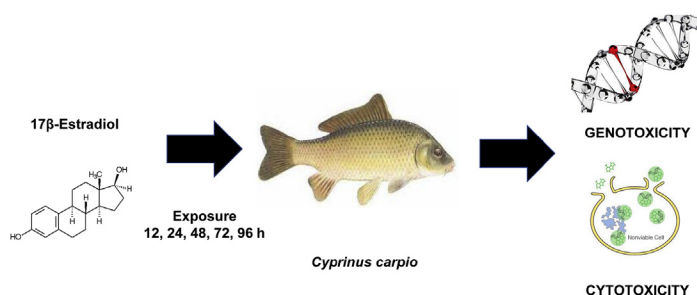 17β-Estradiol
H₃C
OH
H
H
H
H
HO
Exposure
12, 24, 48, 72, 96 h
Cyprinus carpio
GENOTOXICITY
Nonviable Cell
CYTOTOXICITY